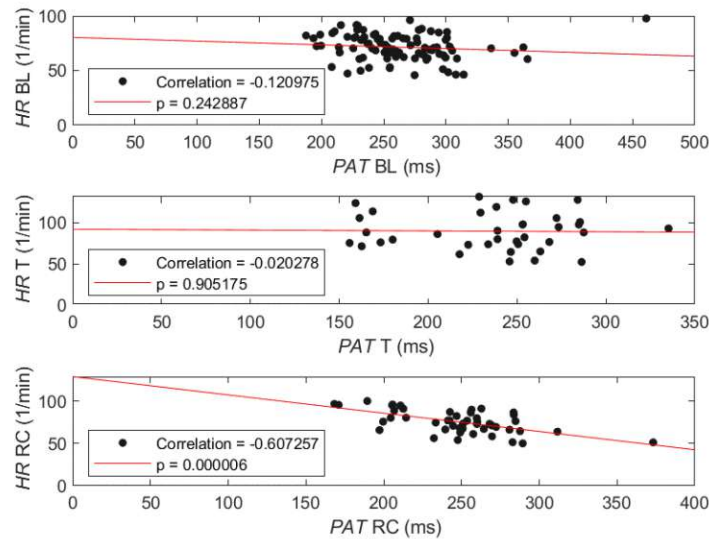 HR BL (1/min)
100
50
0
Correlation = -0.120975
p = 0.242887
0 50 100 150 200 250 300 350 400 450 500
PAT BL (ms)
HR T (1/min)
100
50
0
Correlation = -0.020278
p = 0.905175
0 50 100 150 200 250 300 350
PAT T (ms)
HR RC (1/min)
100
50
0
Correlation = -0.607257
p = 0.000006
0 50 100 150 200 250 300 350 400
PAT RC (ms)